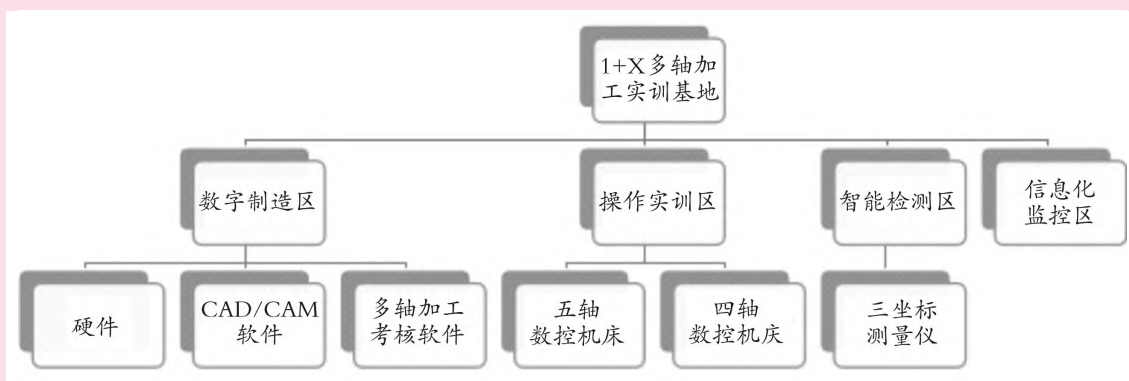 1+X多轴加
工实训基地
数字制造区
操作实训区
智能检测区
信息化
监控区
硬件
CAD/CAM
软件
多轴加工
考核软件
五轴
数控机床
四轴
数控机床
三坐标
测量仪